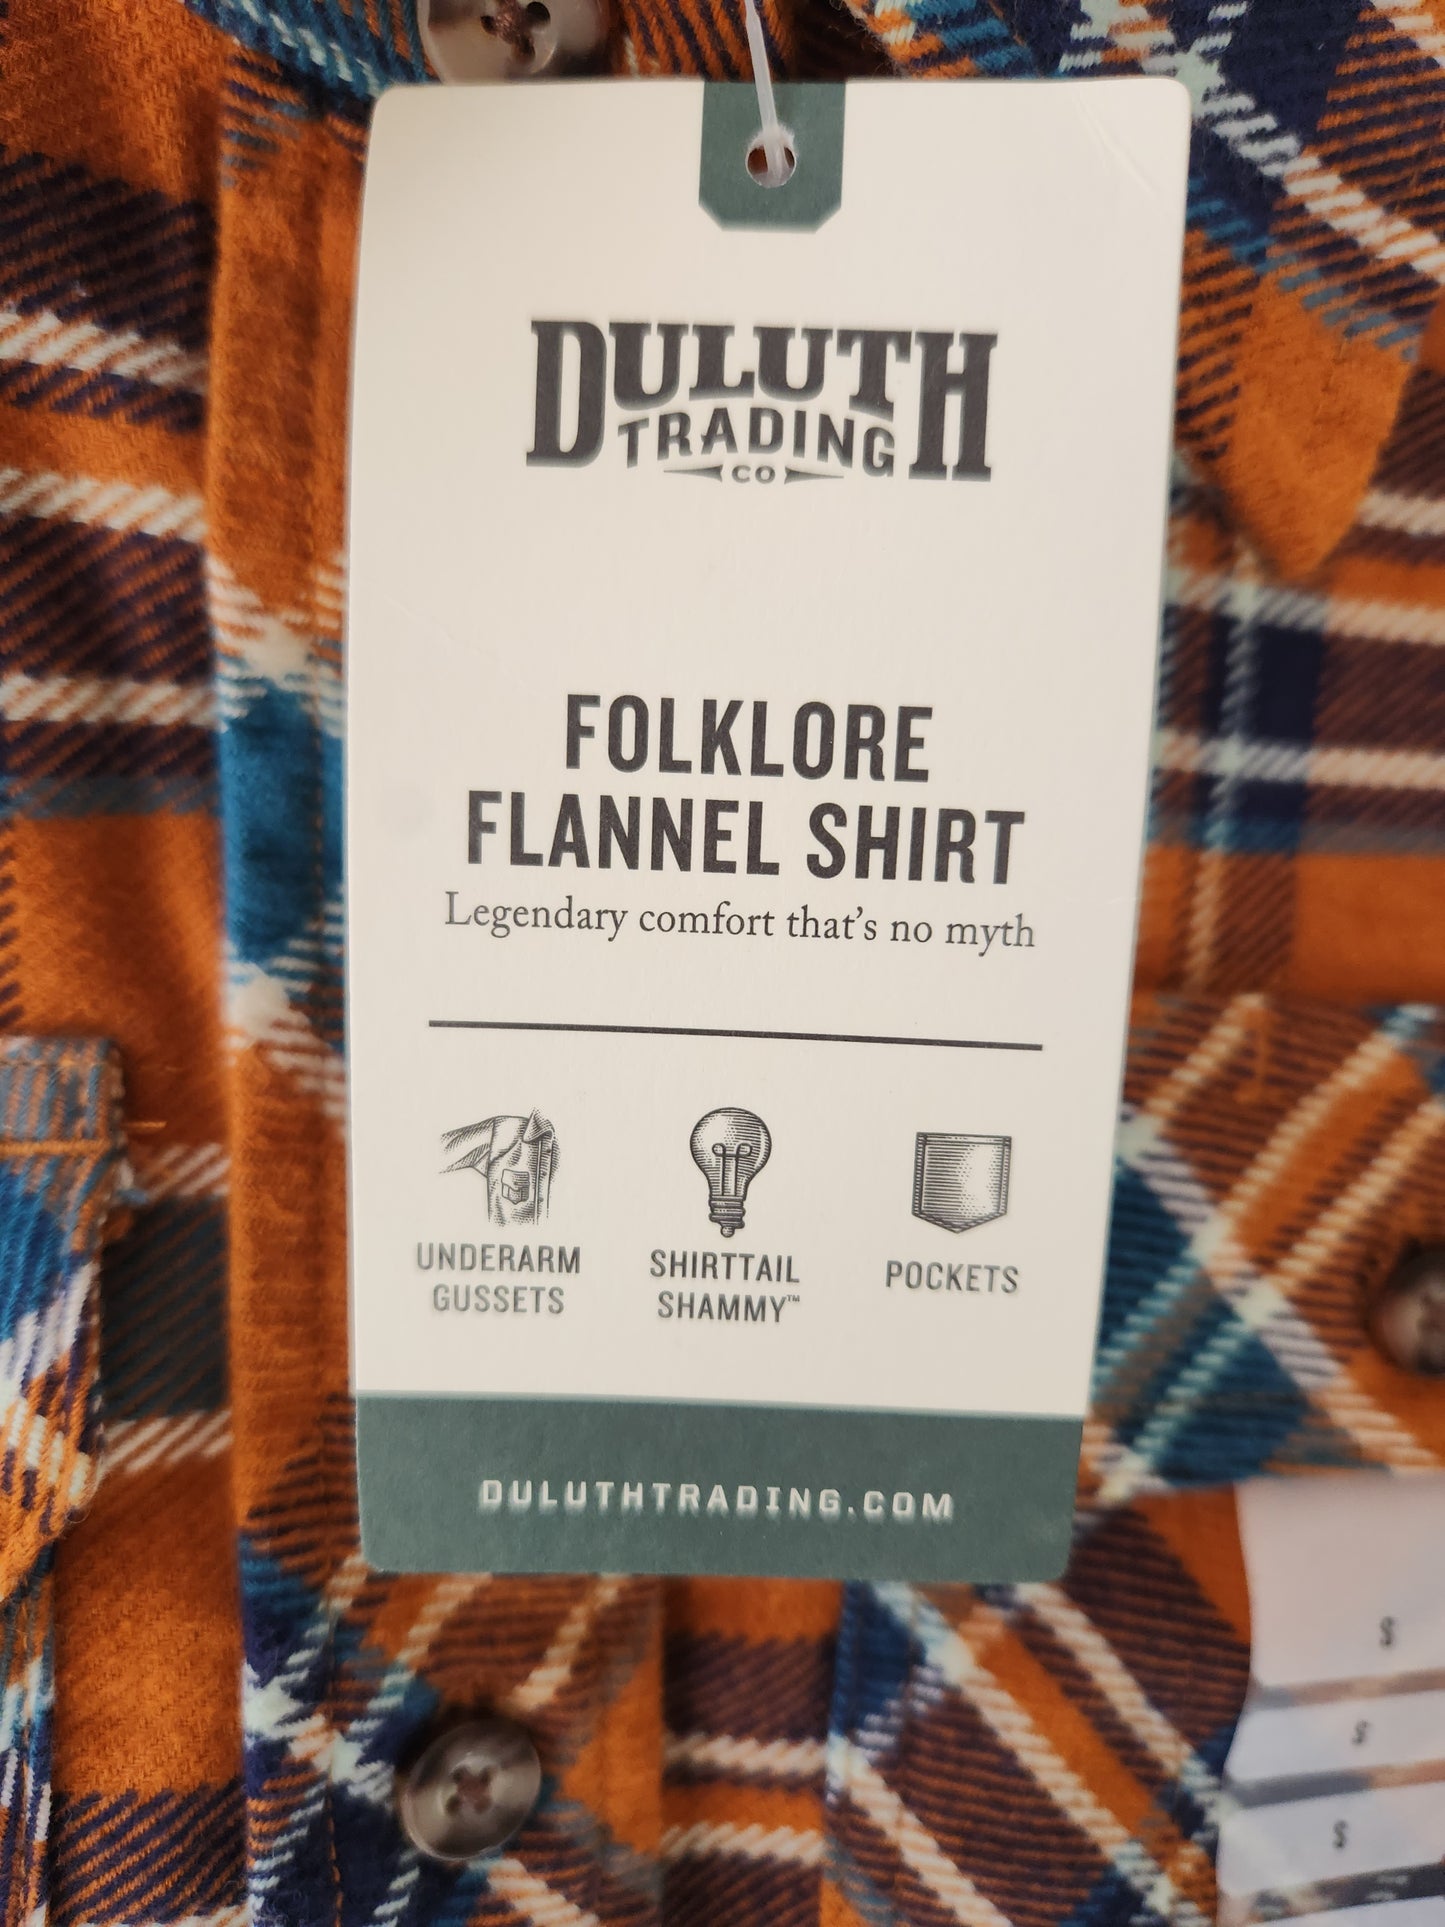 DULUTH
TRADING
CO
FOLKLORE
FLANNEL SHIRT
Legendary comfort that's no myth
UNDERARM
GUSSETS
SHIRTTAIL
SHAMMY™
POCKETS
DULUTHTRADING.COM
S
S
S